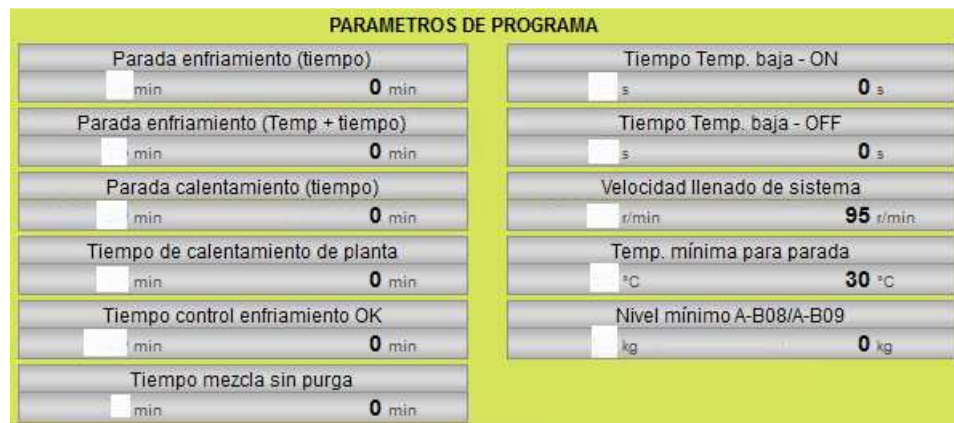 PARAMETROS DE PROGRAMA
Parada enfriamiento (tiempo)
min 0 min
Parada enfriamiento (Temp + tiempo)
min 0 min
Parada calentamiento (tiempo)
min 0 min
Tiempo de calentamiento de planta
min 0 min
Tiempo control enfriamiento OK
min 0 min
Tiempo mezcla sin purga
min 0 min
Tiempo Temp. baja - ON
s 0 s
Tiempo Temp. baja - OFF
s 0 s
Velocidad llenado de sistema
r/min 95 r/min
Temp. mínima para parada
°C 30 °C
Nivel mínimo A-B08/A-B09
kg 0 kg